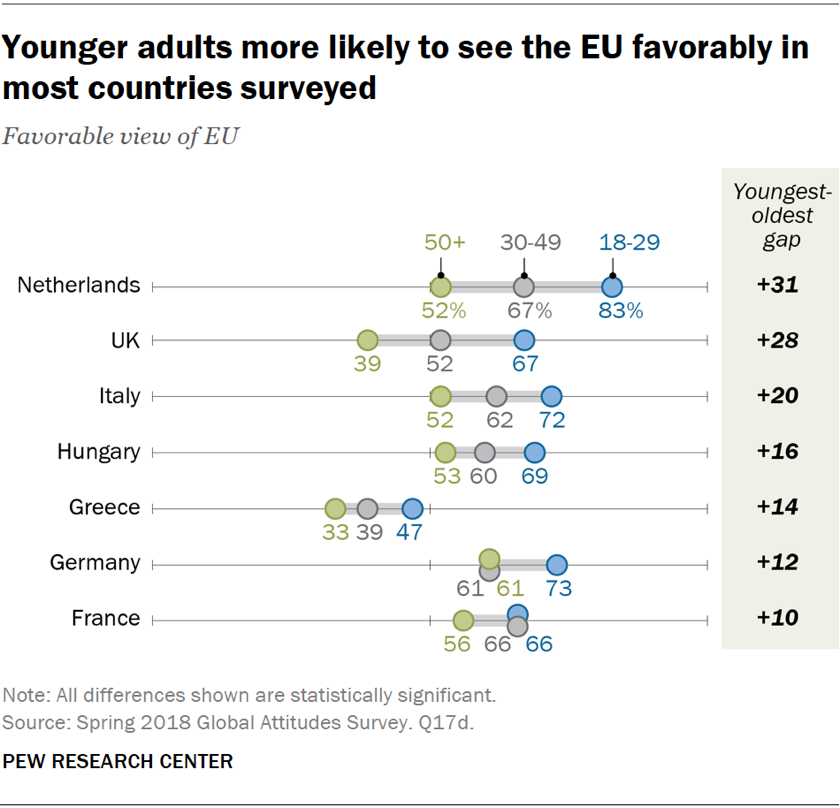 Younger adults more likely to see the EU favorably in
most countries surveyed
Favorable view of EU
Youngest-
oldest
gap
50+ 30-49 18-29
Netherlands +31
52% 67% 83%
UK +28
39 52 67
Italy +20
52 62 72
Hungary +16
53 60 69
Greece +14
33 39 47
Germany +12
61 61 73
France +10
56 66 66
Note: All differences shown are statistically significant.
Source: Spring 2018 Global Attitudes Survey. Q17d.
PEW RESEARCH CENTER